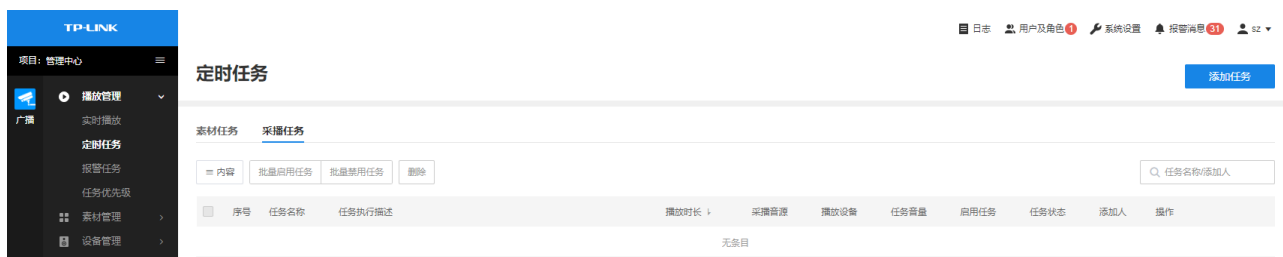 TP-LINK
日志 用户及角色 1 系统设置 报警消息 31 sz
项目：管理中心
定时任务
添加任务
广播
播放管理
实时播放
定时任务
报警任务
任务优先级
素材管理
设备管理
素材任务 采播任务
内容 批量启用任务 批量禁用任务 删除 任务名称/添加人
序号 任务名称 任务执行描述 播放时长 采播音源 播放设备 任务音量 启用任务 任务状态 添加人 操作
无条目